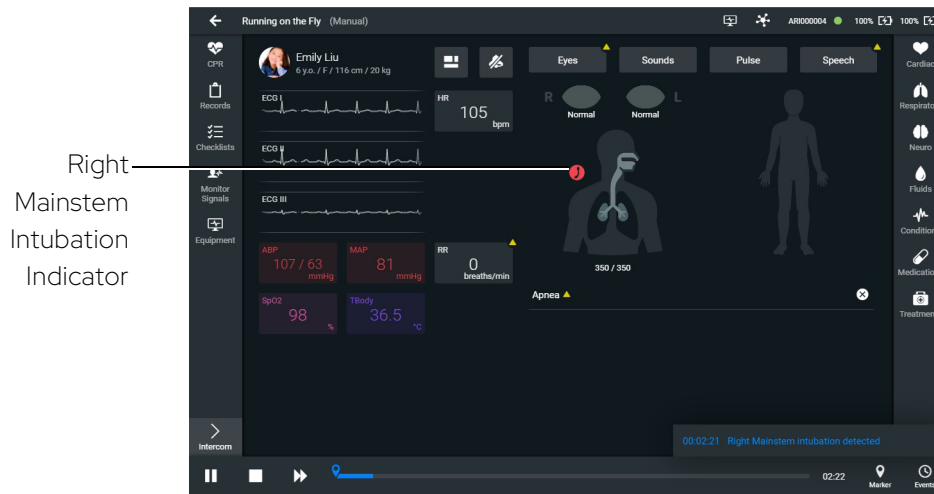 Running on the Fly (Manual)
ARI000004
100%
100%
CPR
Records
Checklists
Monitor
Signals
Equipment
Intercom
Right
Mainstem
Intubation
Indicator
Emily Liu
6 y.o. / F / 116 cm / 20 kg
ECG I
ECG II
ECG III
HR
105
bpm
ABP
107 / 63
mmHg
MAP
81
mmHg
RR
0
breaths/min
SpO2
98
%
TBody
36.5
°C
Eyes
Sounds
Pulse
Speech
R
L
Normal
Normal
350 / 350
Apnea
Cardiac
Respirato
Neuro
Fluids
Condition
Medicatio
Treatmen
00:02:21 Right Mainstem intubation detected
02:22
Marker
Events